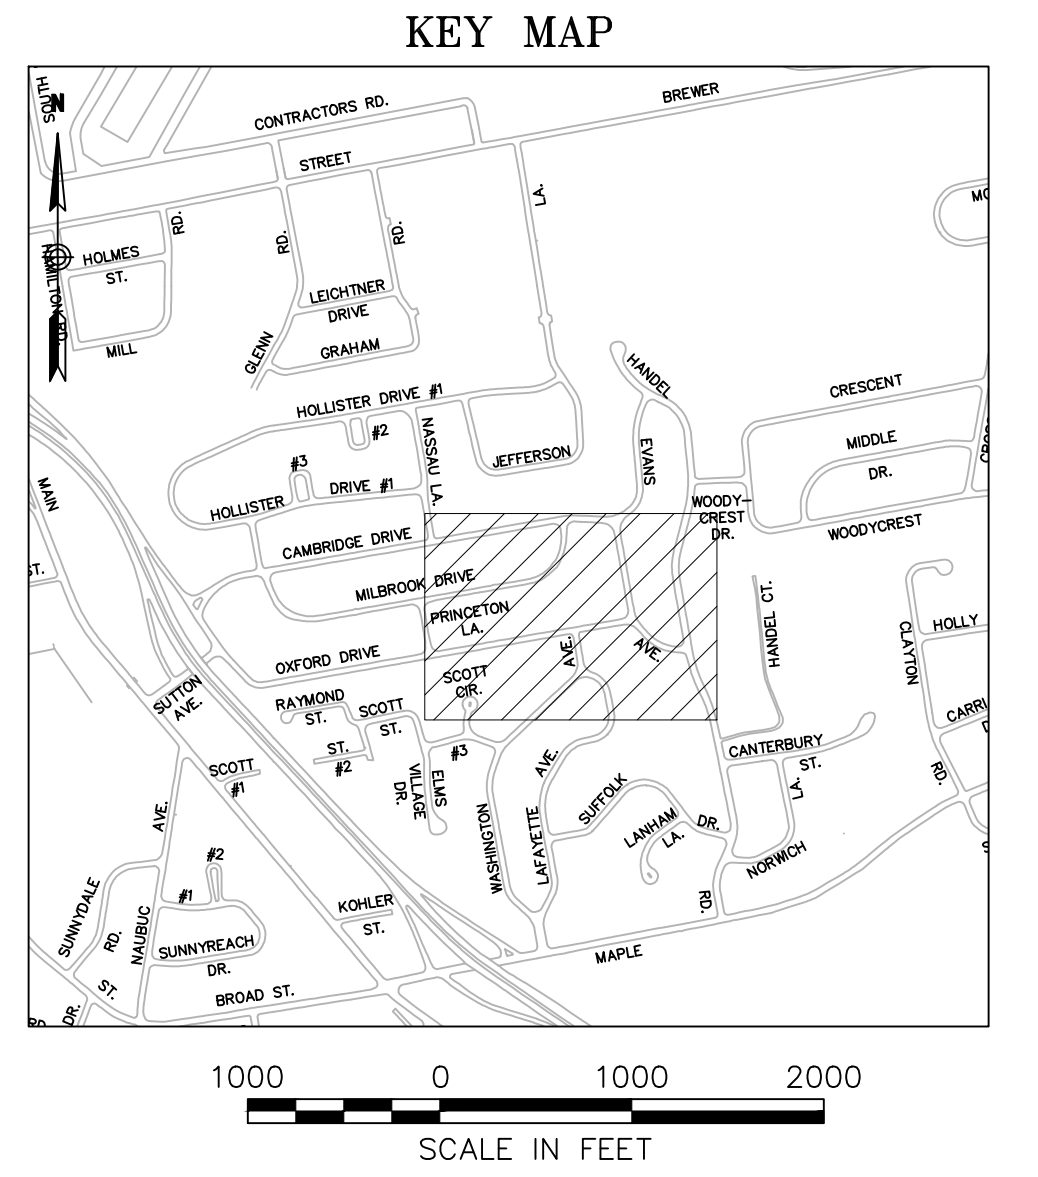 KEY MAP
SOUTH
N
CONTRACTORS RD.
BREWER
STREET
LA.
RD.
RD.
RD.
HOLMES
ST.
HAMILTON RD.
LEICHTNER
DRIVE
GRAHAM
GLENN
MILL
HANDEL
CRESCENT
HOLLISTER DRIVE #1
#2
NASSAU LA.
JEFFERSON
EVANS
MIDDLE
DR.
#3
HOLLISTER DRIVE #1
MAIN
WOODY-
CREST
DR.
WOODYCREST
CAMBRIDGE DRIVE
ST.
MILBROOK DRIVE
PRINCETON
LA.
HANDEL CT.
CLAYTON
HOLLY
OXFORD DRIVE
AVE.
AVE.
SCOTT
CIR.
SUTTON
AVE.
RAYMOND
ST.
SCOTT
ST.
CARRI
ST.
#2
#3
CANTERBURY
ST.
SCOTT
#1
VILLAGE
DR.
ELMS
AVE.
RD.
LA.
SUFFOLK
AVE.
WASHINGTON
LAFAYETTE
LANHAM
LA.
DR.
NORWICH
#2
#1
SUNNYDALE
RD.
NAUBUC
KOHLER
ST.
RD.
SUNNYREACH
DR.
MAPLE
ST.
BROAD ST.
DR.
RD
1000 0 1000 2000
SCALE IN FEET